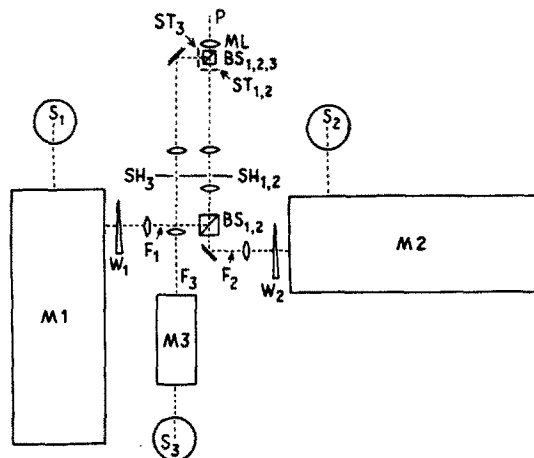 P
ST3
ML
BS1,2,3
ST1,2
S1
S2
SH3
SH1,2
BS1,2
F1
W1
F2
W2
M2
F3
M1
M3
S3